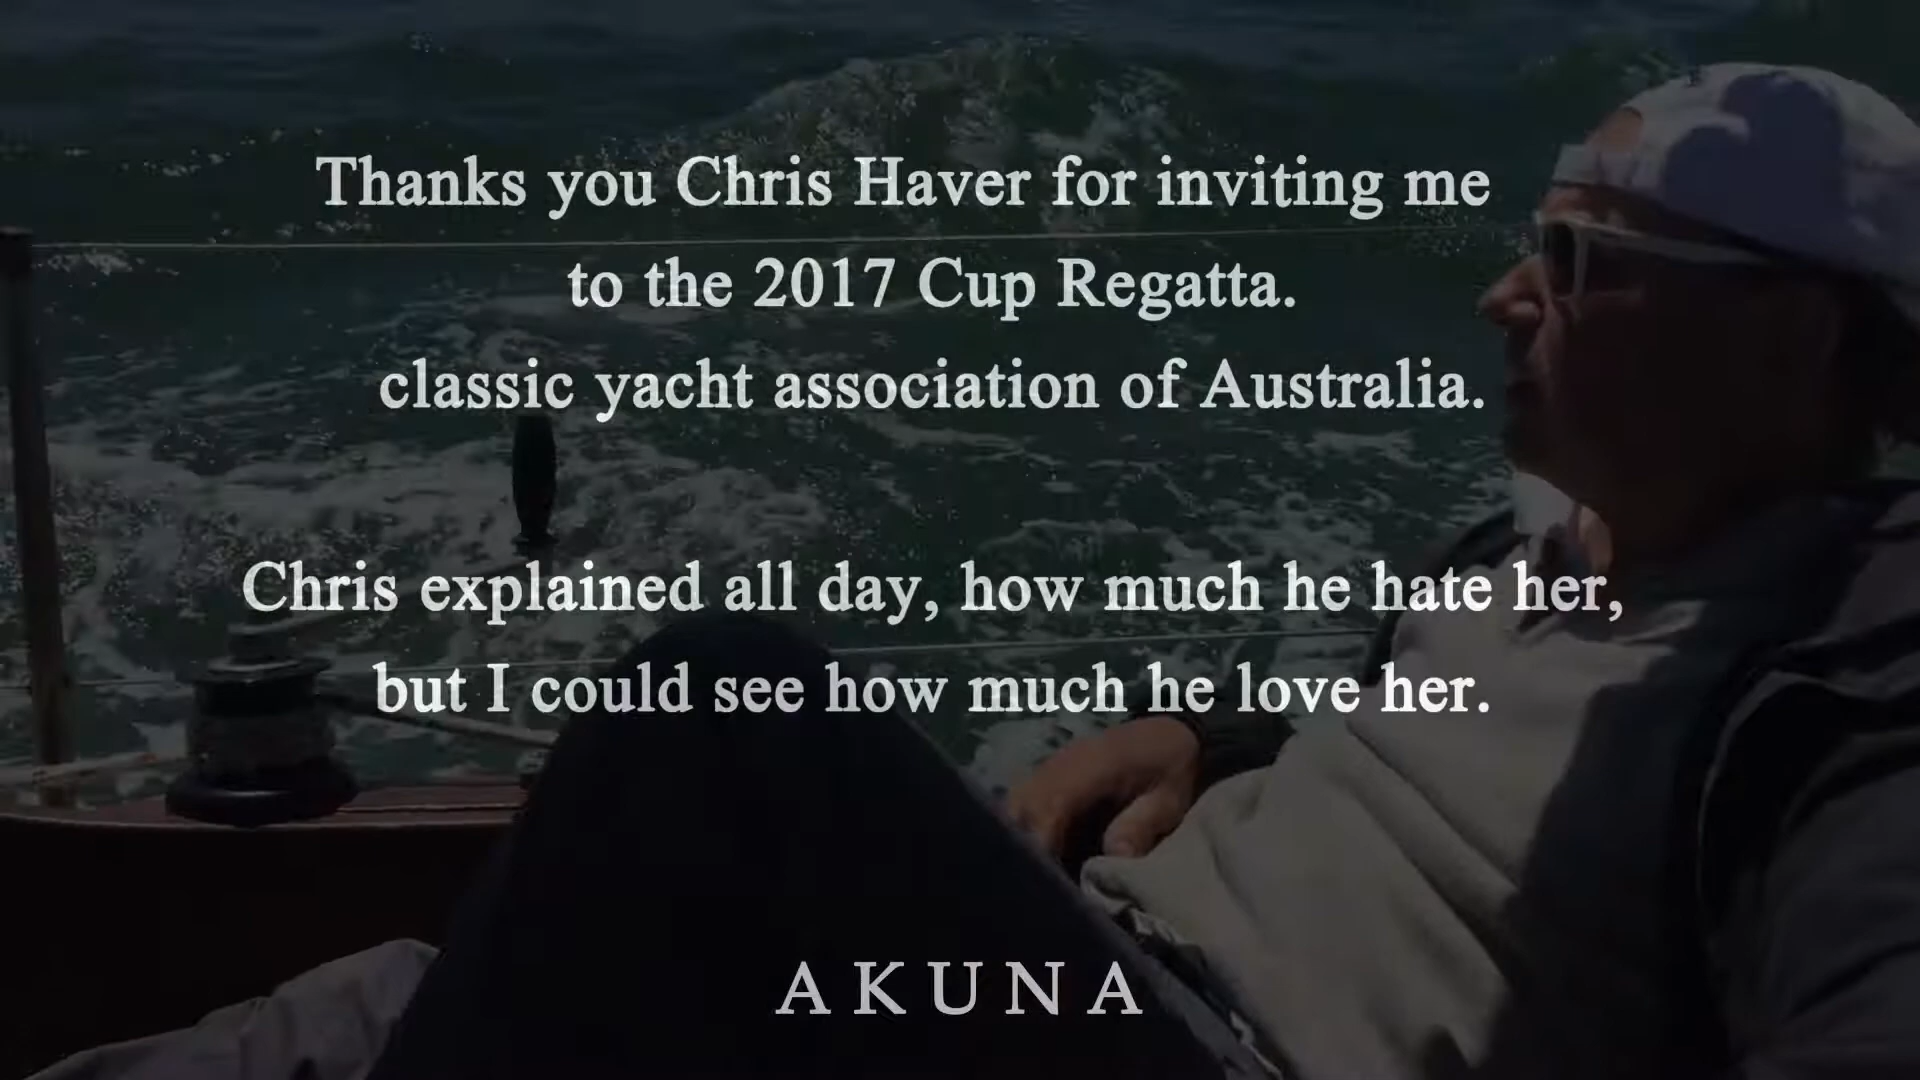 Thanks you Chris Haver for inviting me
to the 2017 Cup Regatta.
classic yacht association of Australia.
Chris explained all day, how much he hate her,
but I could see how much he love her.
AKUNA